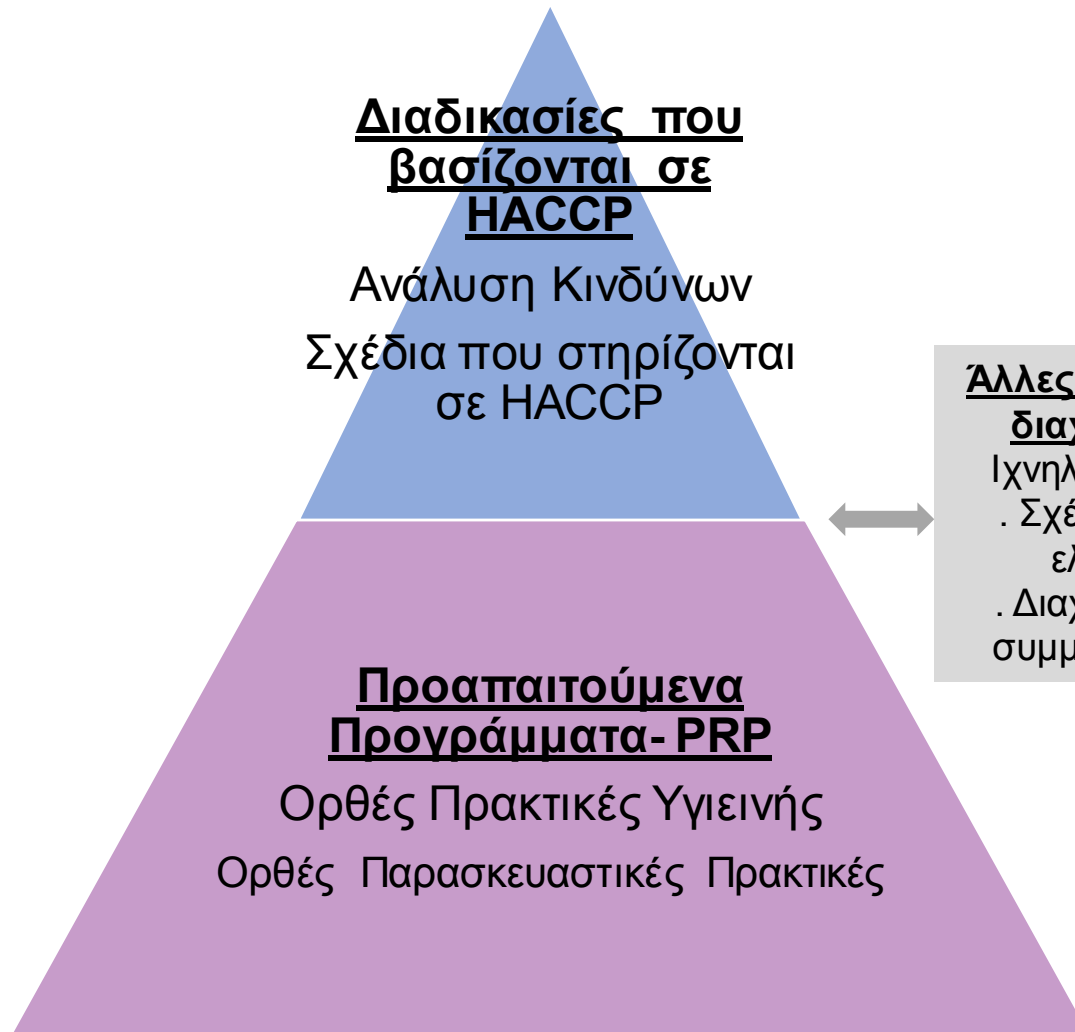 Διαδικασίες που
βασίζονται σε
HACCP
Ανάλυση Κινδύνων
Σχέδια που στηρίζονται
σε HACCP
Άλλες
Προαπαιτούμενα
Προγράμματα- PRP
Ορθές Πρακτικές Υγιεινής
Ορθές Παρασκευαστικές Πρακτικές